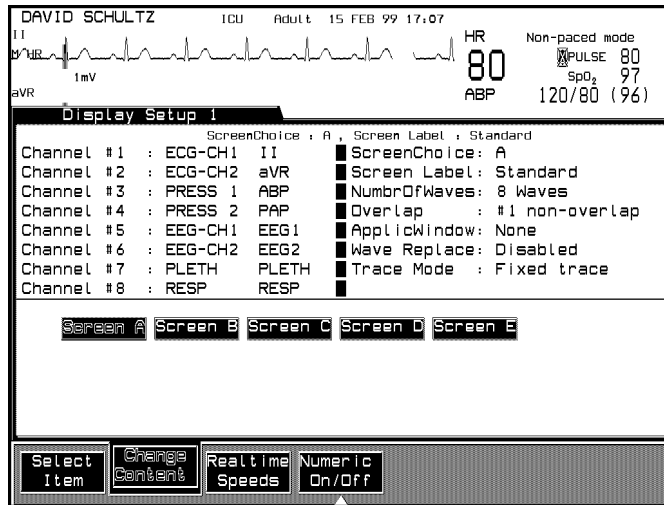 DAVID SCHULTZ ICU Adult 15 FEB 99 17:07
II
M HR
1mV
aVR
HR Non-paced mode
80 PULSE 80
SpO2 97
ABP 120/80 (96)
Display Setup 1
ScreenChoice : A , Screen Label : Standard
Channel #1 : ECG-CH1 II ScreenChoice: A
Channel #2 : ECG-CH2 aVR Screen Label: Standard
Channel #3 : PRESS 1 ABP NumbrOfWaves: 8 Waves
Channel #4 : PRESS 2 PAP Overlap : #1 non-overlap
Channel #5 : EEG-CH1 EEG1 ApplicWindow: None
Channel #6 : EEG-CH2 EEG2 Wave Replace: Disabled
Channel #7 : PLETH PLETH Trace Mode : Fixed trace
Channel #8 : RESP RESP
Screen A Screen B Screen C Screen D Screen E
Select Item
Change Content
Realtime Speeds
Numeric On/Off